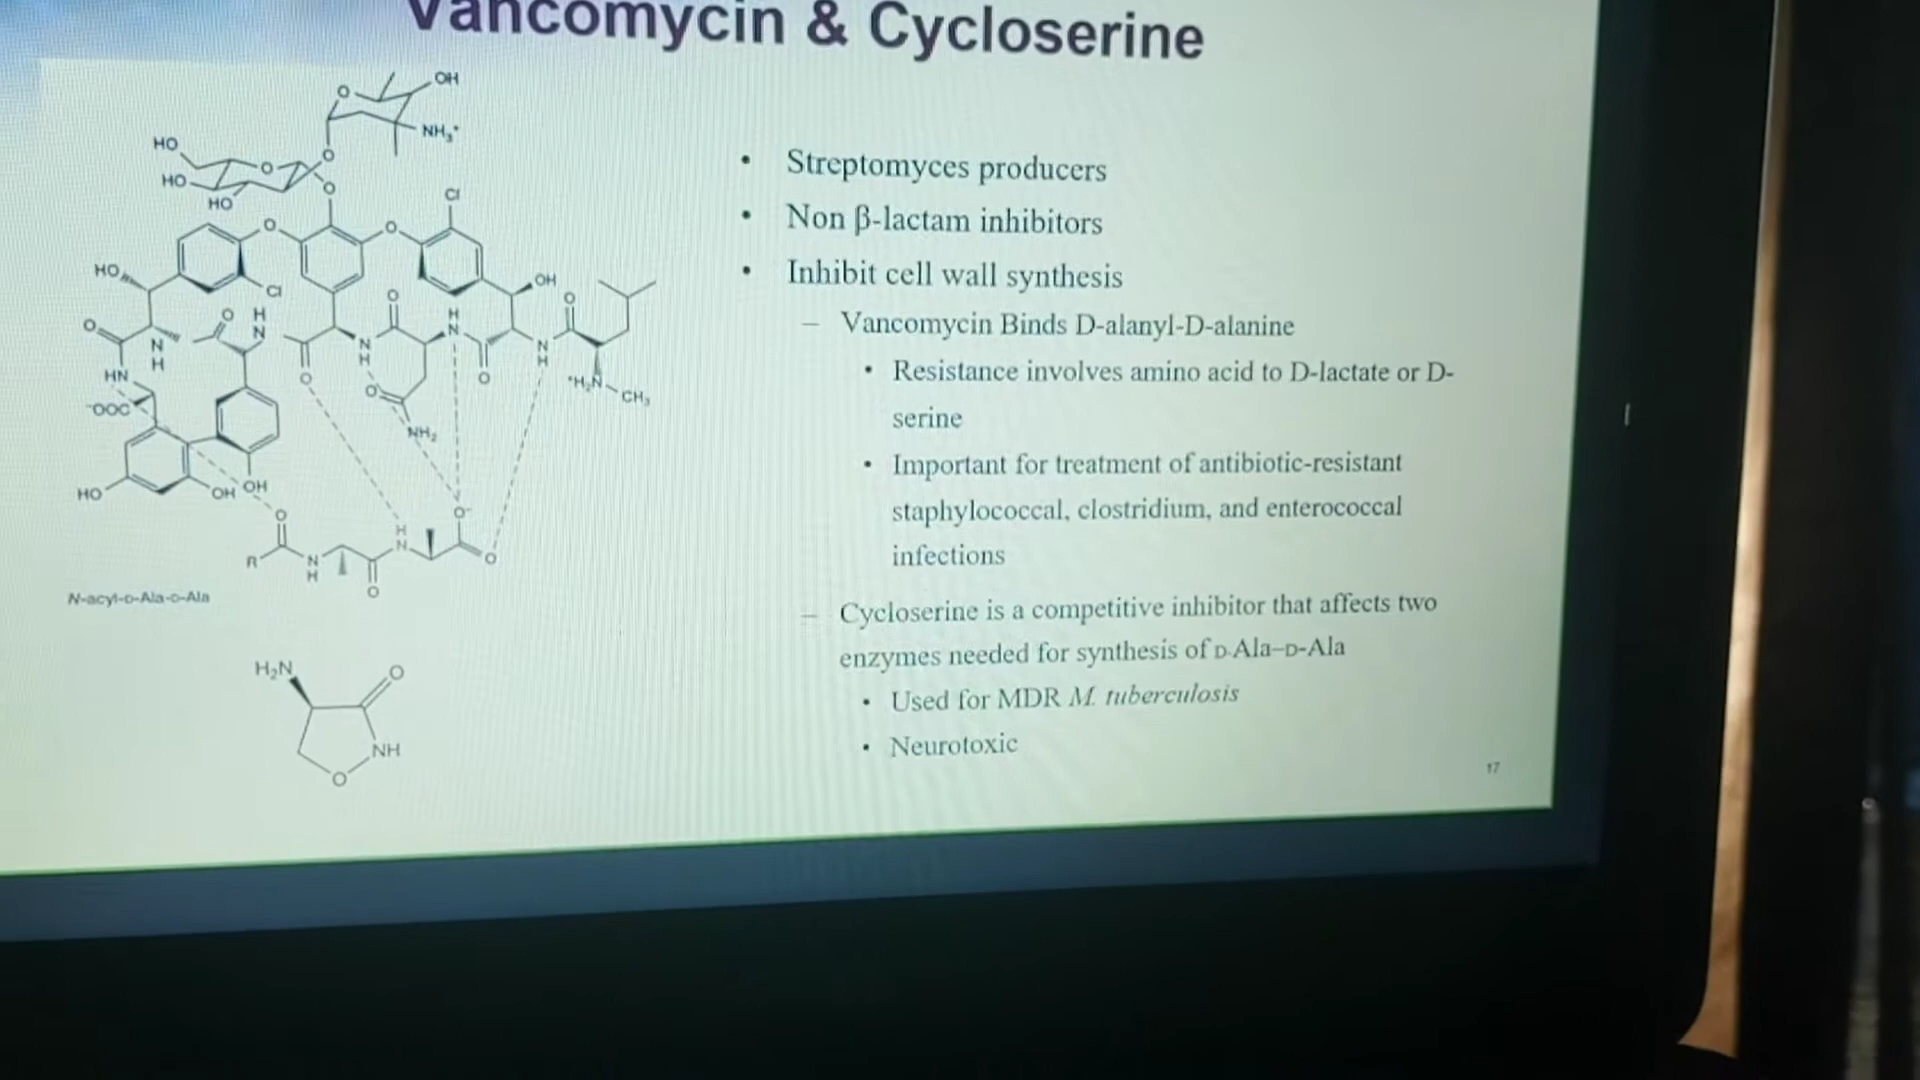 Vancomycin & Cycloserine
OH
O
NH₃⁺
HO
O
O
HO
O
HO
Cl
O
O
HO
Cl
OH
O
O
O
O
H
N
H
N
N
H
O
N
H
O
O
N
H
HN
O
⁺H₂N
CH₃
⁻OOC
NH₂
HO
OH
OH
O
O⁻
H
N
R
N
H
O
O
N-acyl-D-Ala-D-Ala
H₂N
O
NH
O
• Streptomyces producers
• Non β-lactam inhibitors
• Inhibit cell wall synthesis
– Vancomycin Binds D-alanyl-D-alanine
• Resistance involves amino acid to D-lactate or D-
serine
• Important for treatment of antibiotic-resistant
staphylococcal, clostridium, and enterococcal
infections
– Cycloserine is a competitive inhibitor that affects two
enzymes needed for synthesis of D-Ala–D-Ala
• Used for MDR M. tuberculosis
• Neurotoxic
17